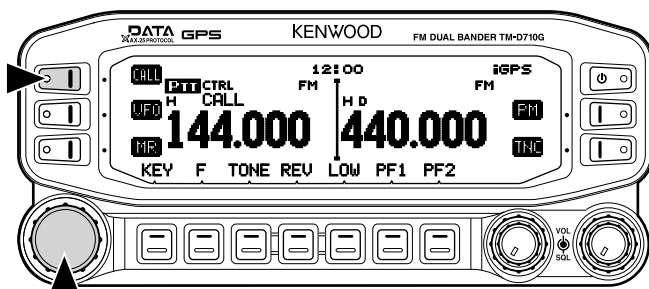 DATA GPS KENWOOD FM DUAL BANDER TM-D710G
AX.25 PROTOCOL
CALL 12:00 iGPS
PTT CTRL FM FM
H CALL H D
VFO PM
144.000 440.000
MR TNC
KEY F TONE REV LOW PF1 PF2
VOL
SQL